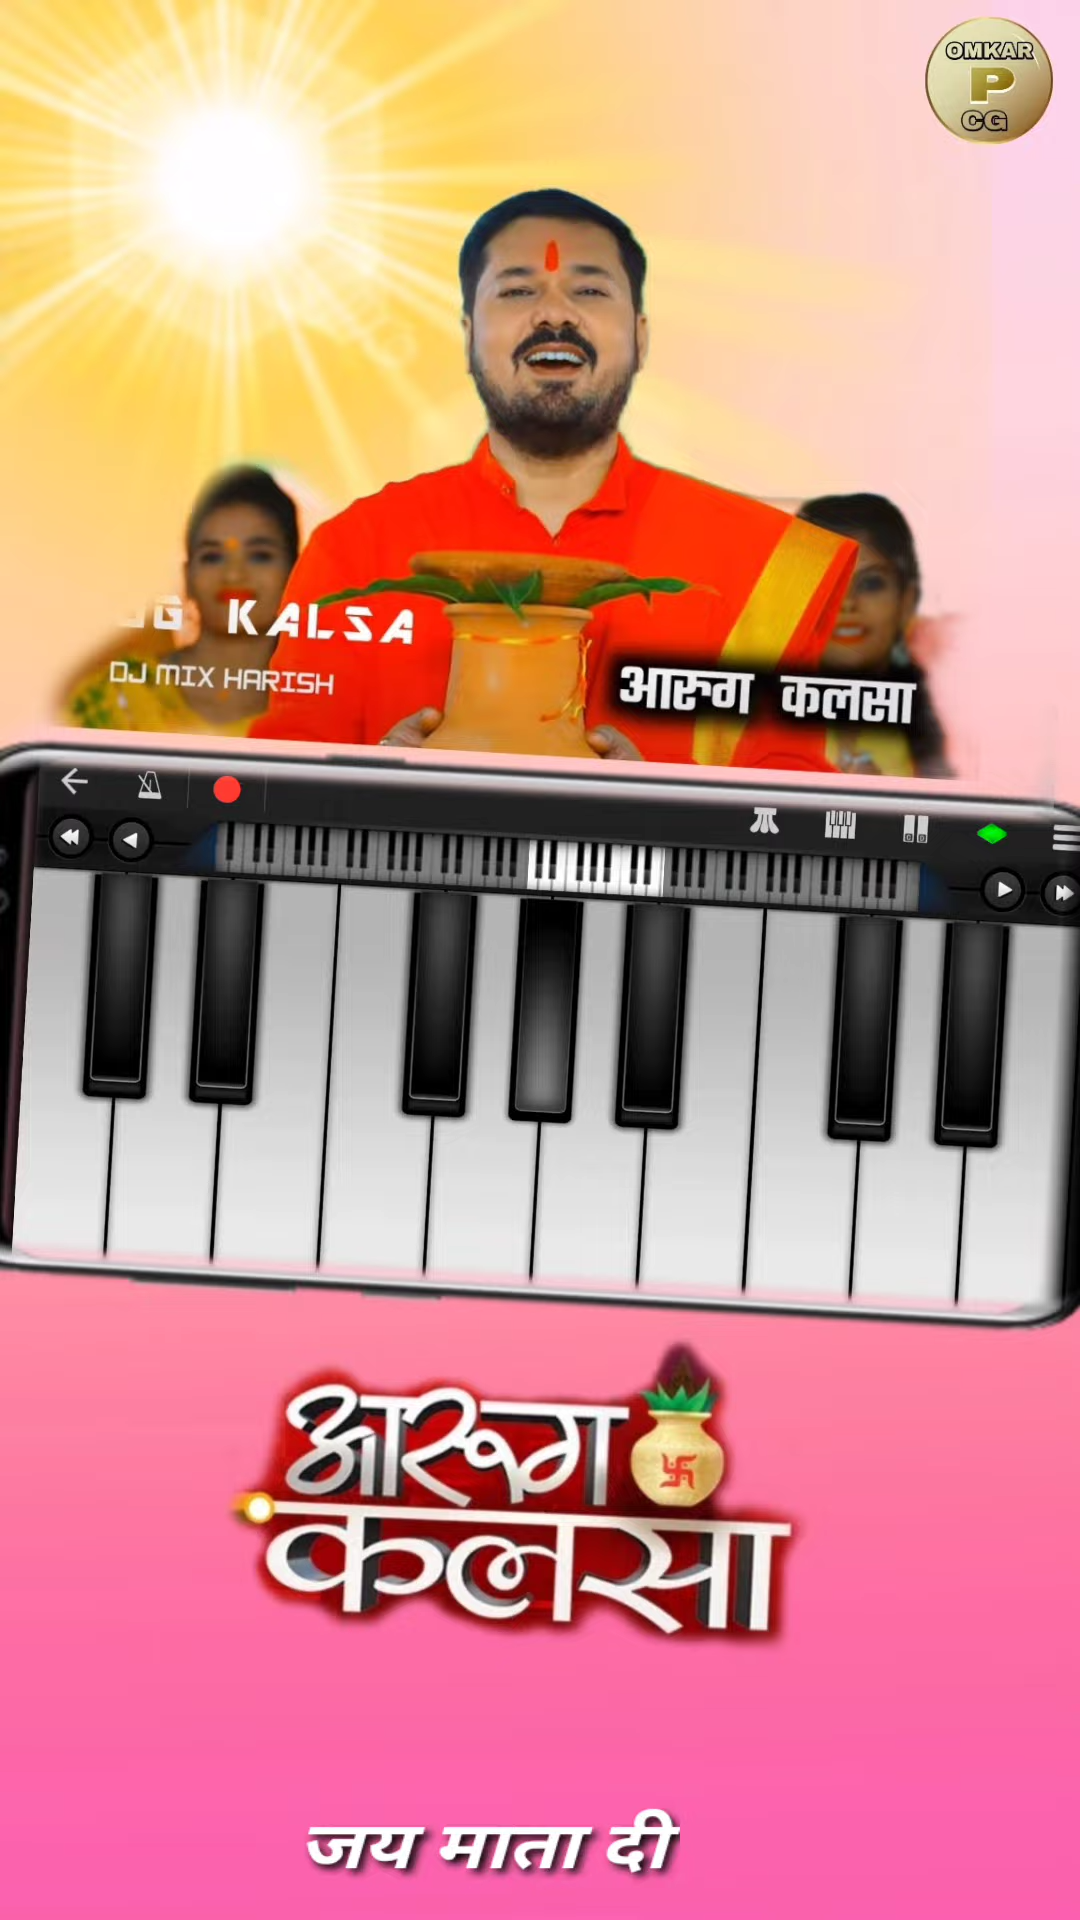 OMKAR
P
CG
KALSA
DJ MIX HARISH
आरुग कलसा
आरुग
कलसा
जय माता दी